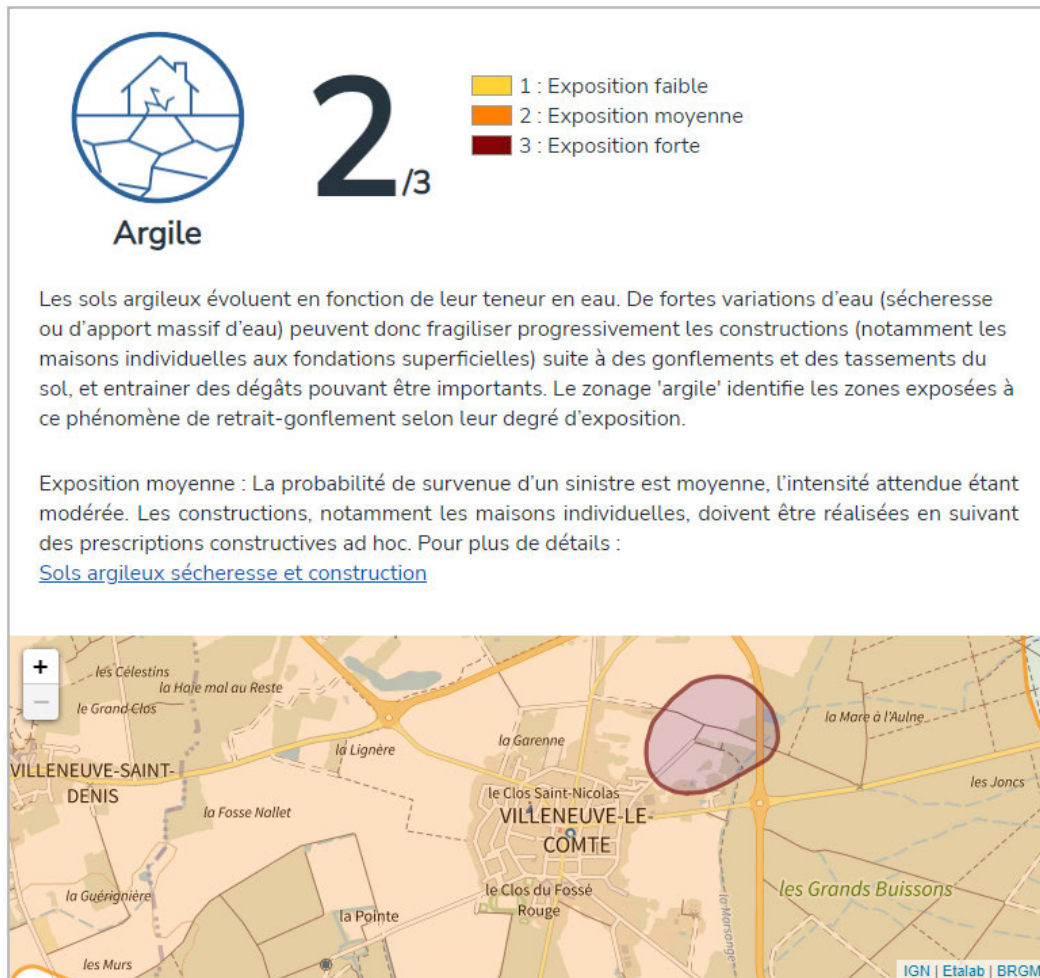 2/3
1 : Exposition faible
2 : Exposition moyenne
3 : Exposition forte
Argile
Les sols argileux évoluent en fonction de leur teneur en eau. De fortes variations d’eau (sécheresse
ou d’apport massif d’eau) peuvent donc fragiliser progressivement les constructions (notamment les
maisons individuelles aux fondations superficielles) suite à des gonflements et des tassements du
sol, et entrainer des dégâts pouvant être importants. Le zonage 'argile' identifie les zones exposées à
ce phénomène de retrait-gonflement selon leur degré d’exposition.
Exposition moyenne : La probabilité de survenue d’un sinistre est moyenne, l’intensité attendue étant
modérée. Les constructions, notamment les maisons individuelles, doivent être réalisées en suivant
des prescriptions constructives ad hoc. Pour plus de détails :
Sols argileux sécheresse et construction
+
−
les Célestins
la Haie mal au Reste
le Grand Clos
la Lignère
la Garenne
la Mare à l'Aulne
VILLENEUVE-SAINT-
DENIS
les Joncs
la Fosse Nollet
le Clos Saint-Nicolas
VILLENEUVE-LE-
COMTE
la Guérignière
le Clos du Fossé
Rouge
les Grands Buissons
la Pointe
la Marsange
les Murs
IGN | Etalab | BRGM